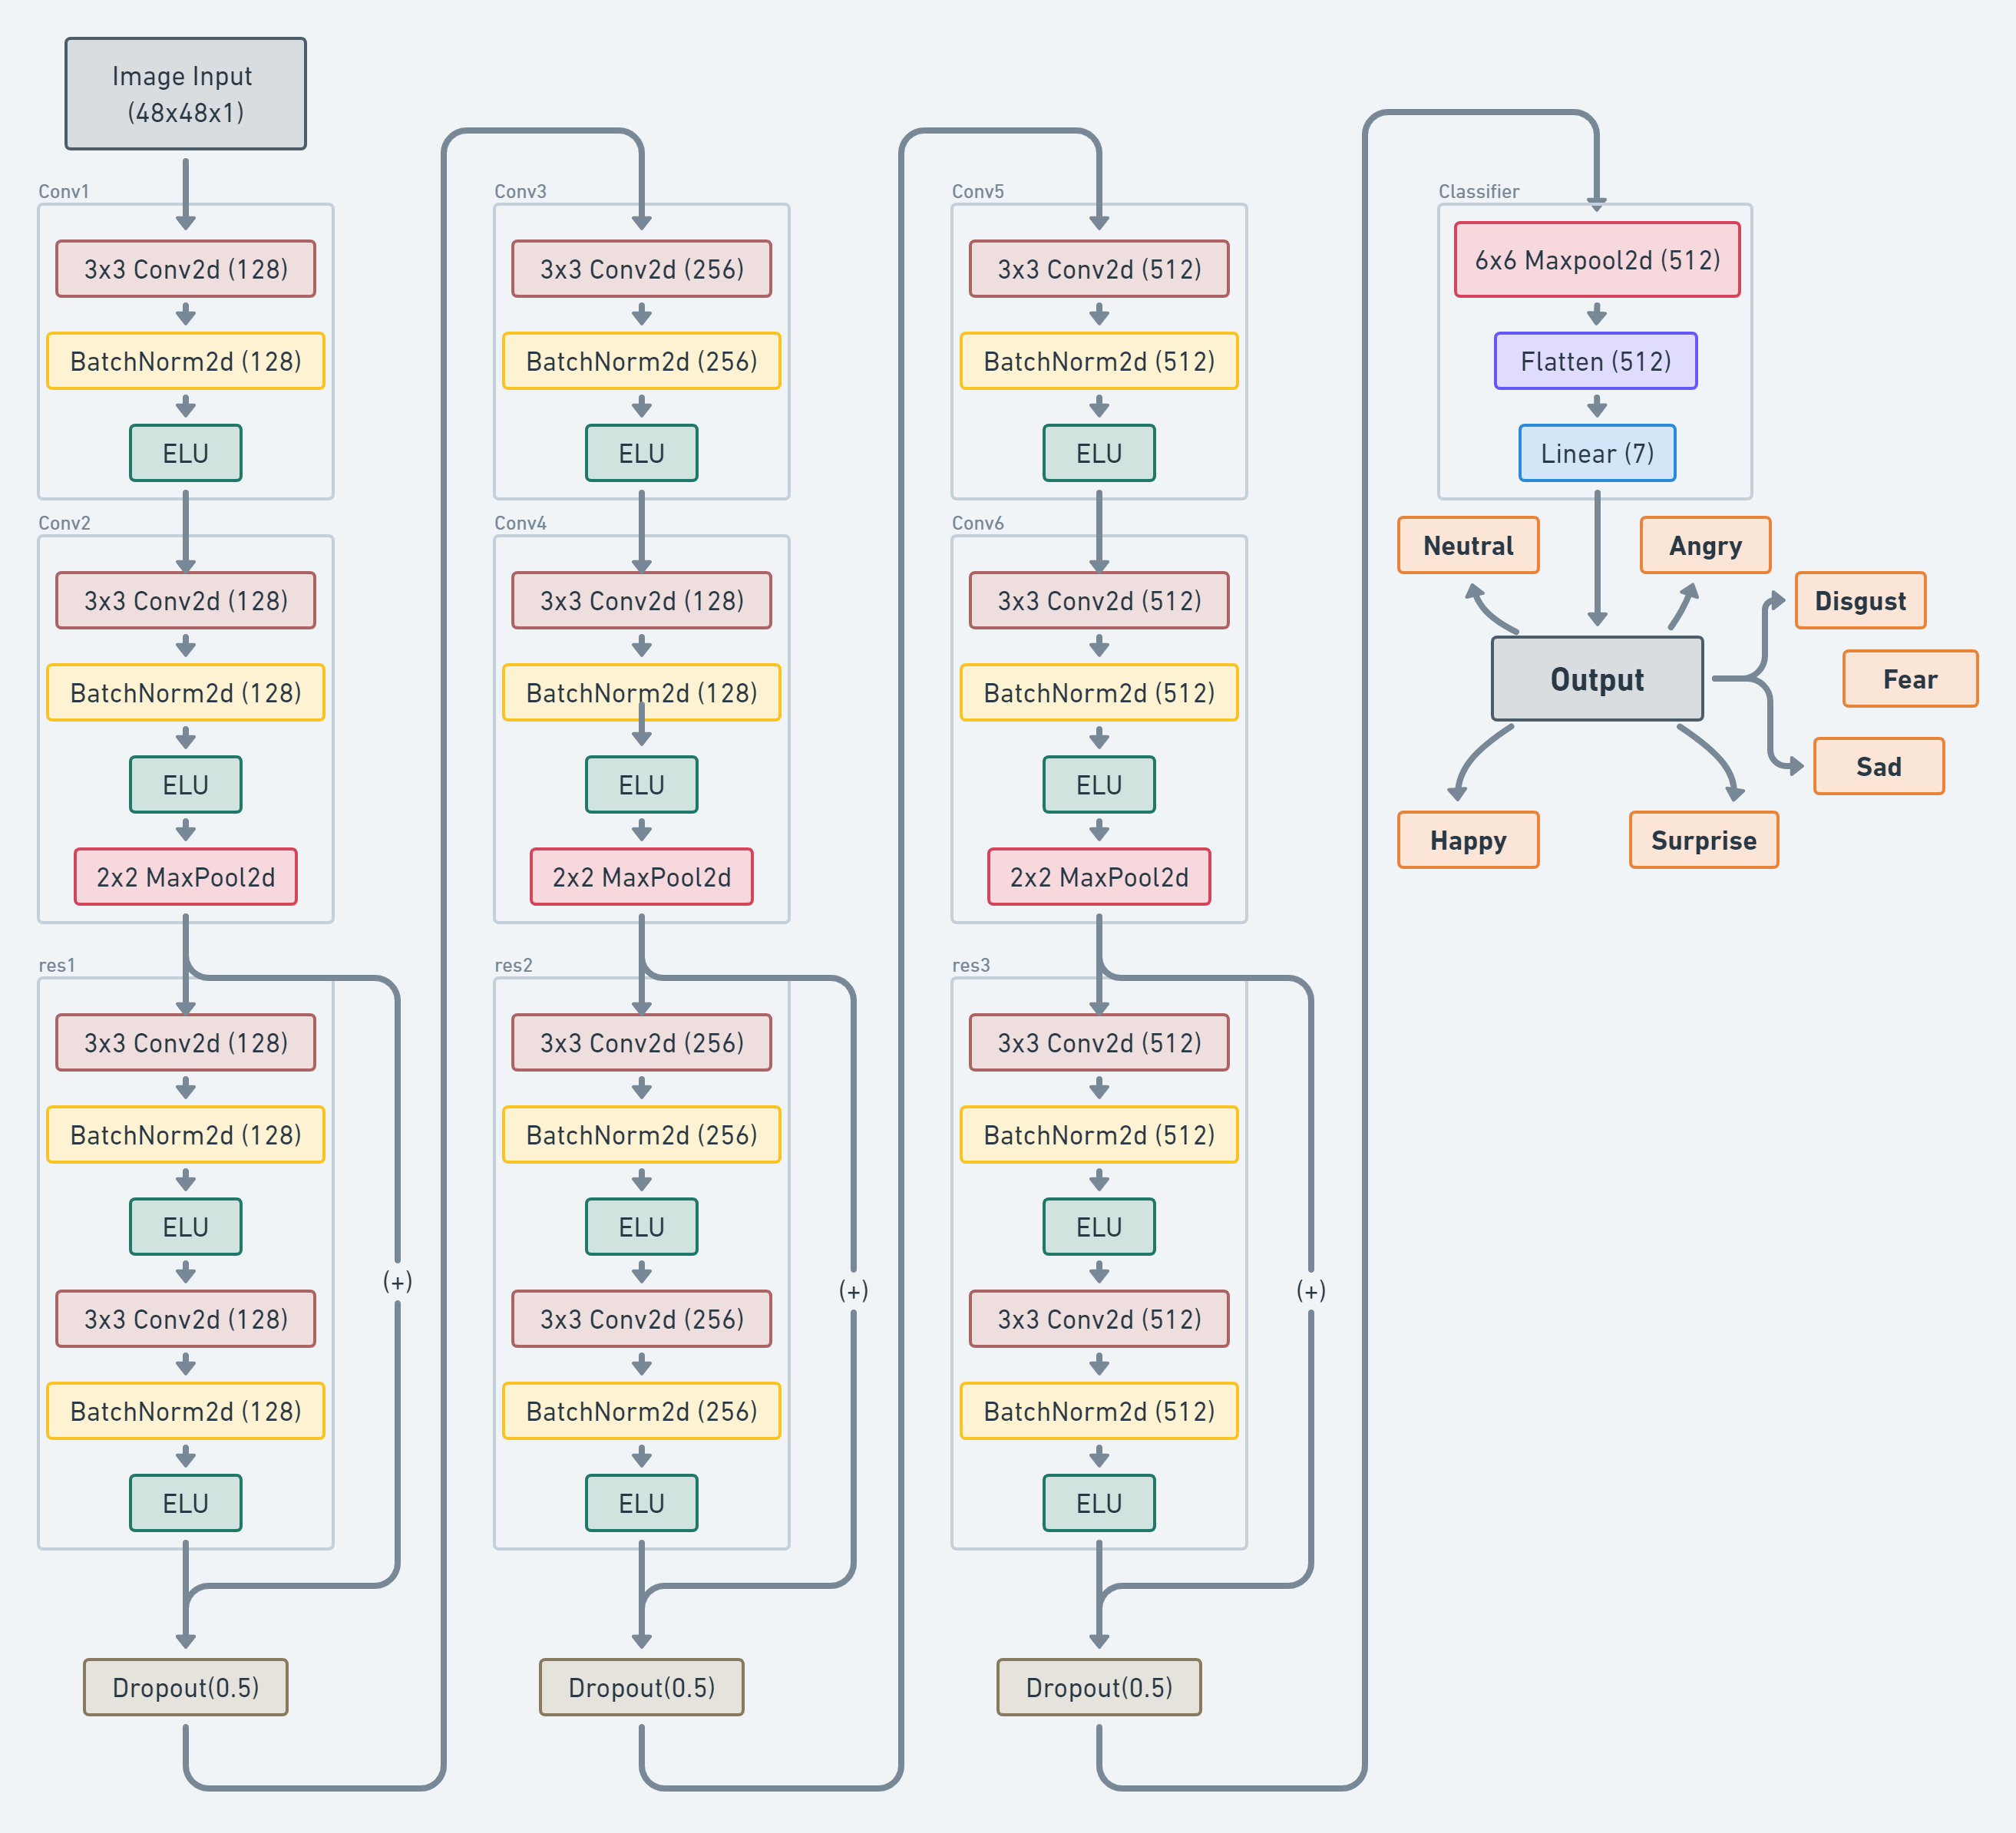 Image Input
(48x48x1)
Conv1
3x3 Conv2d (128)
BatchNorm2d (128)
ELU
Conv2
3x3 Conv2d (128)
BatchNorm2d (128)
ELU
2x2 MaxPool2d
res1
3x3 Conv2d (128)
BatchNorm2d (128)
ELU
3x3 Conv2d (128)
BatchNorm2d (128)
ELU
(+)
Dropout(0.5)
Conv3
3x3 Conv2d (256)
BatchNorm2d (256)
ELU
Conv4
3x3 Conv2d (128)
BatchNorm2d (128)
ELU
2x2 MaxPool2d
res2
3x3 Conv2d (256)
BatchNorm2d (256)
ELU
3x3 Conv2d (256)
BatchNorm2d (256)
ELU
(+)
Dropout(0.5)
Conv5
3x3 Conv2d (512)
BatchNorm2d (512)
ELU
Conv6
3x3 Conv2d (512)
BatchNorm2d (512)
ELU
2x2 MaxPool2d
res3
3x3 Conv2d (512)
BatchNorm2d (512)
ELU
3x3 Conv2d (512)
BatchNorm2d (512)
ELU
(+)
Dropout(0.5)
Classifier
6x6 Maxpool2d (512)
Flatten (512)
Linear (7)
Neutral
Angry
Disgust
Output
Fear
Sad
Happy
Surprise